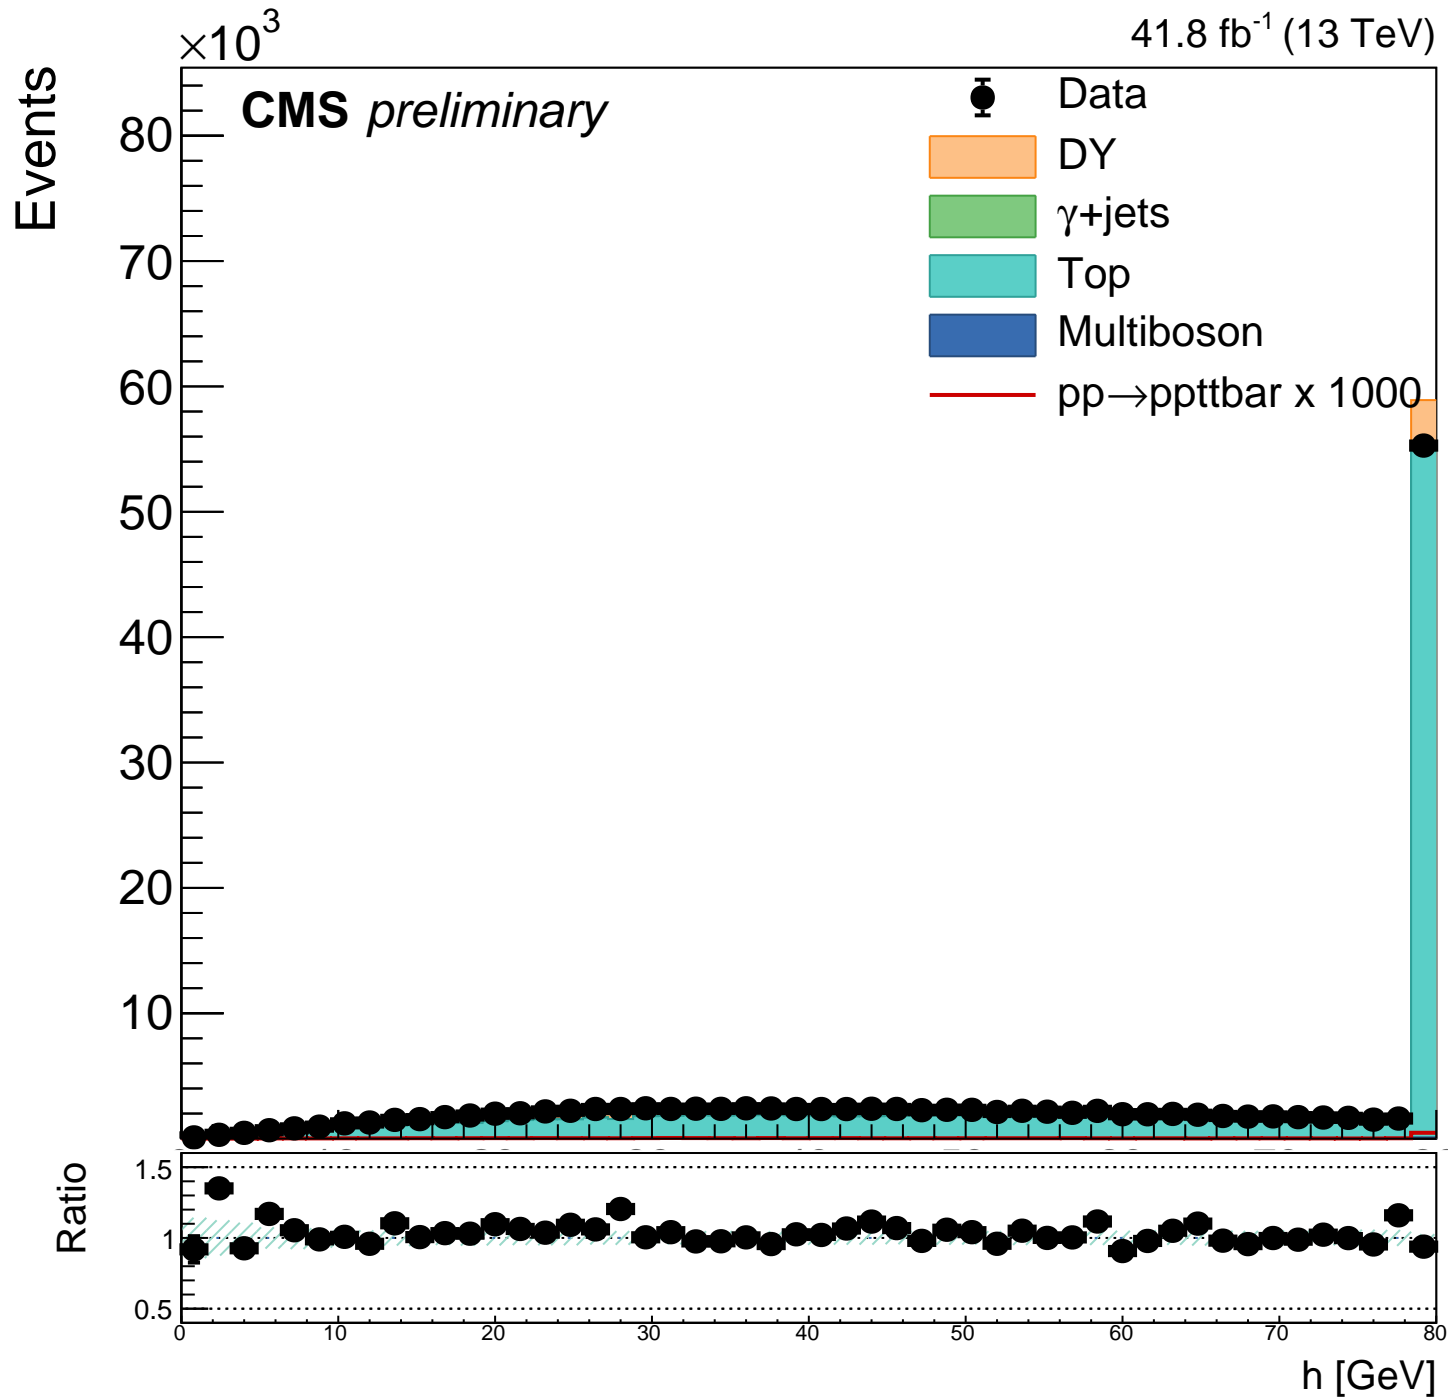 ×10³
41.8 fb⁻¹ (13 TeV)
Events
CMS preliminary
Data
DY
γ+jets
Top
Multiboson
pp→ppttbar x 1000
80
70
60
50
40
30
20
10
Ratio
1.5
1
0.5
0 10 20 30 40 50 60 70 80
h [GeV]